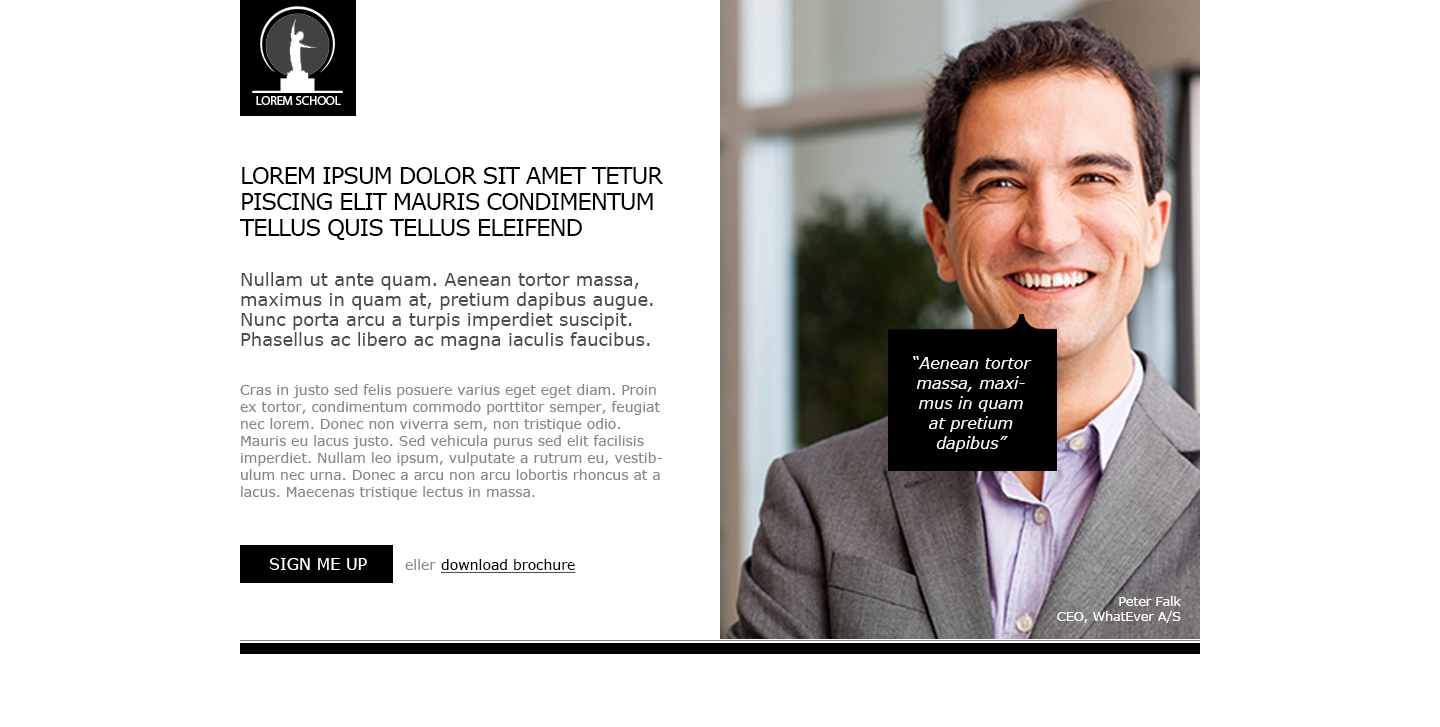 LOREM SCHOOL
LOREM IPSUM DOLOR SIT AMET TETUR
PISCING ELIT MAURIS CONDIMENTUM
TELLUS QUIS TELLUS ELEIFEND
Nullam ut ante quam. Aenean tortor massa,
maximus in quam at, pretium dapibus augue.
Nunc porta arcu a turpis imperdiet suscipit.
Phasellus ac libero ac magna iaculis faucibus.
Cras in justo sed felis posuere varius eget eget diam. Proin
ex tortor, condimentum commodo porttitor semper, feugiat
nec lorem. Donec non viverra sem, non tristique odio.
Mauris eu lacus justo. Sed vehicula purus sed elit facilisis
imperdiet. Nullam leo ipsum, vulputate a rutrum eu, vestib-
ulum nec urna. Donec a arcu non arcu lobortis rhoncus at a
lacus. Maecenas tristique lectus in massa.
SIGN ME UP eller download brochure
“Aenean tortor
massa, maxi-
mus in quam
at pretium
dapibus”
Peter Falk
CEO, WhatEver A/S